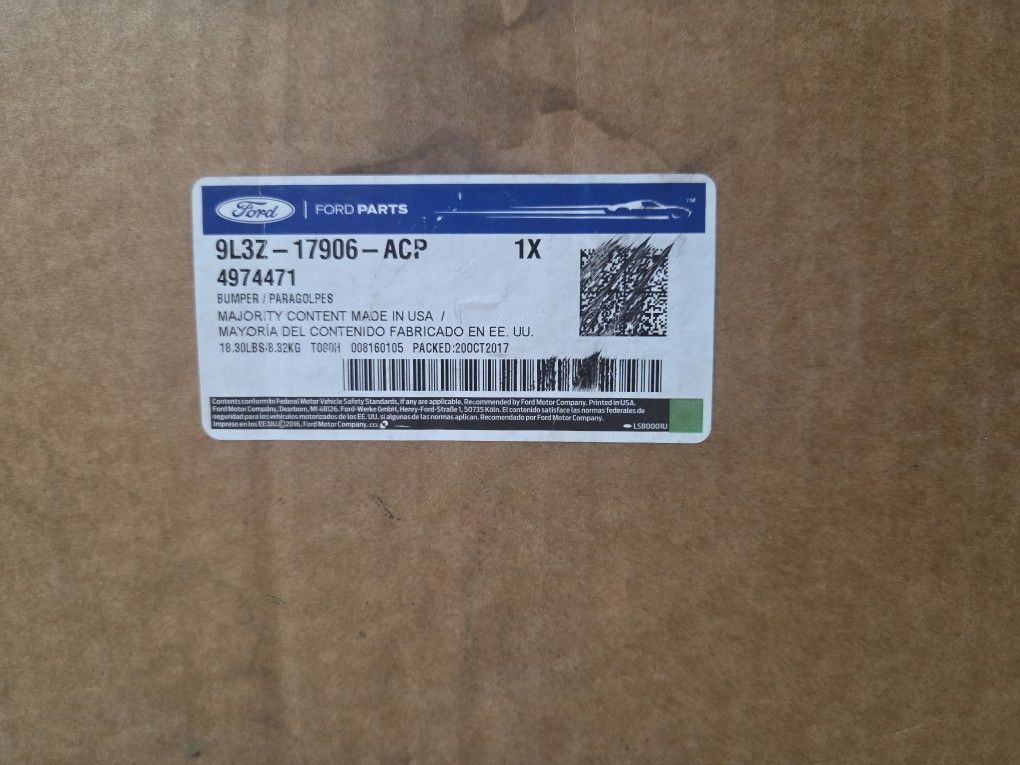 Ford | FORD PARTS ™
9L3Z-17906-ACP 1X
4974471
BUMPER / PARAGOLPES
MAJORITY CONTENT MADE IN USA /
MAYORÍA DEL CONTENIDO FABRICADO EN EE. UU.
18.30LBS/8.32KG T080H 008160105 PACKED:20OCT2017
Contents conform to Federal Motor Vehicle Safety Standards, if any are applicable. Recommended by Ford Motor Company. Printed in USA.
Ford Motor Company, Dearborn, MI 48126. Ford-Werke GmbH, Henry-Ford-Straße 1, 50735 Köln. El contenido satisface las normas federales de
seguridad para los vehículos motorizados de los EE. UU. si algunas de las normas aplican. Recomendado por Ford Motor Company.
Impreso en los EE.UU. ©2016, Ford Motor Company. CCL LSB0001U